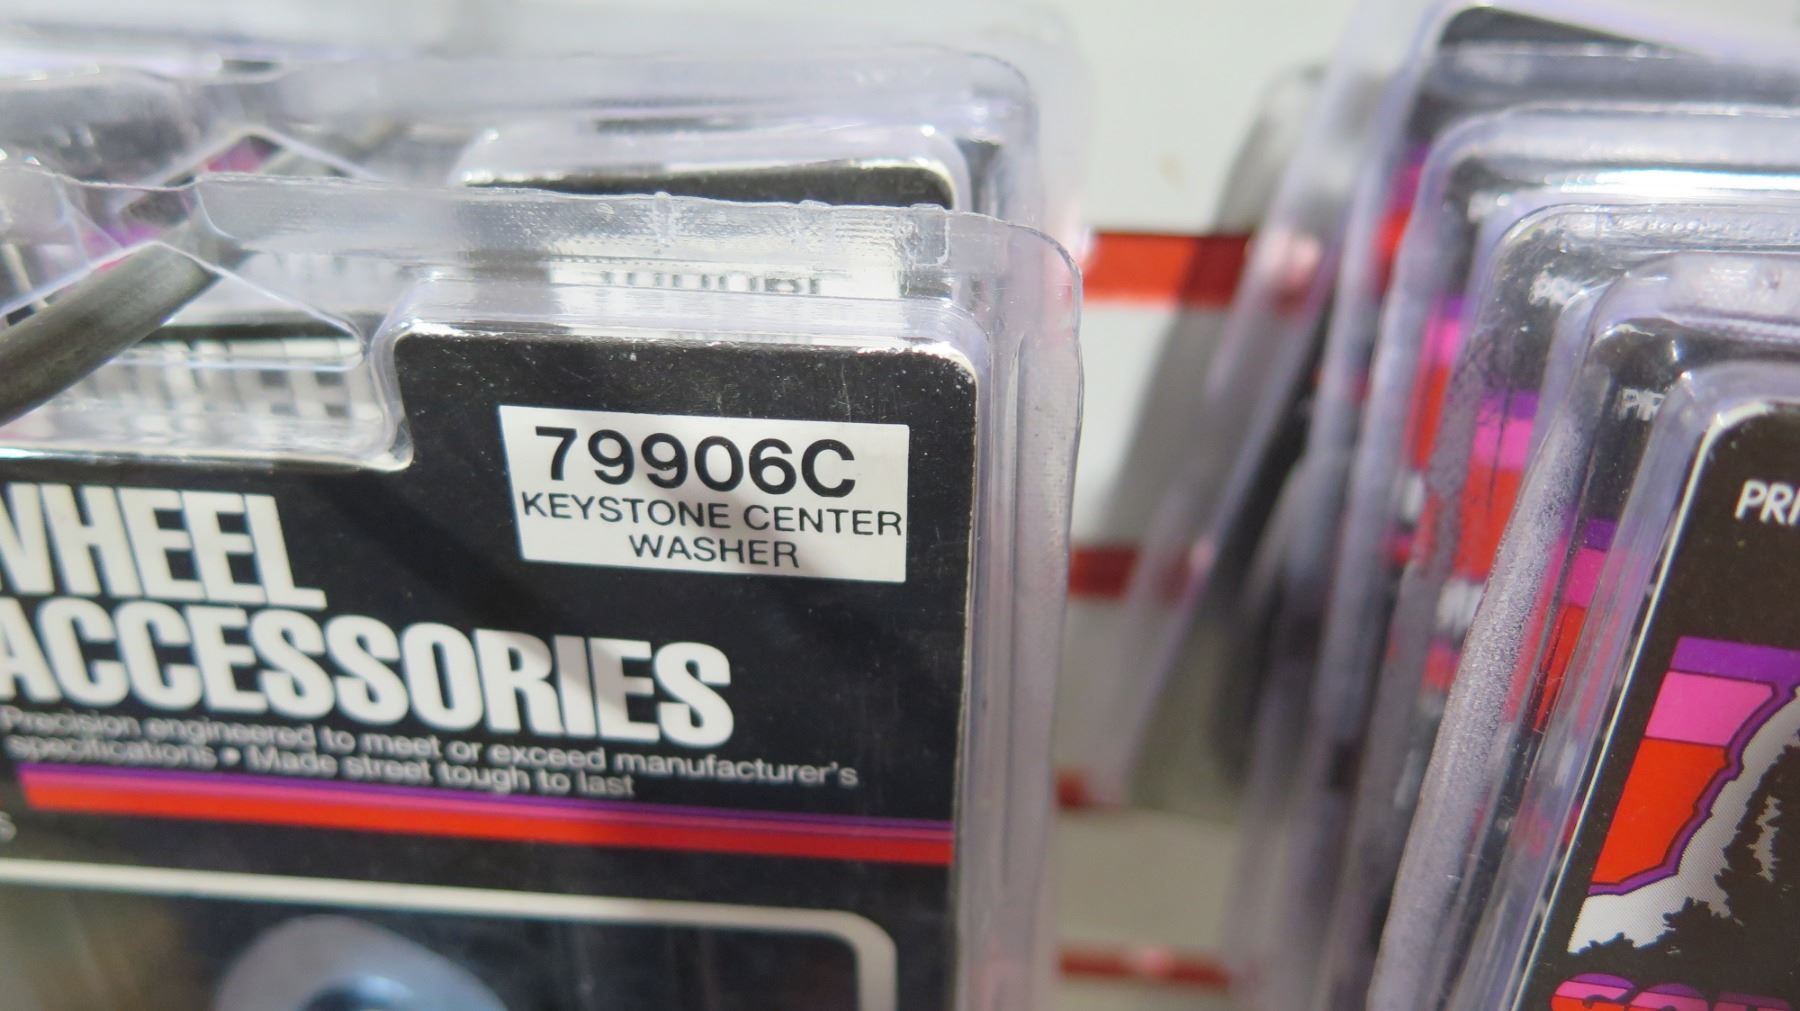 79906C
KEYSTONE CENTER
WASHER
WHEEL
ACCESSORIES
Precision engineered to meet or exceed manufacturer's
specifications • Made street tough to last